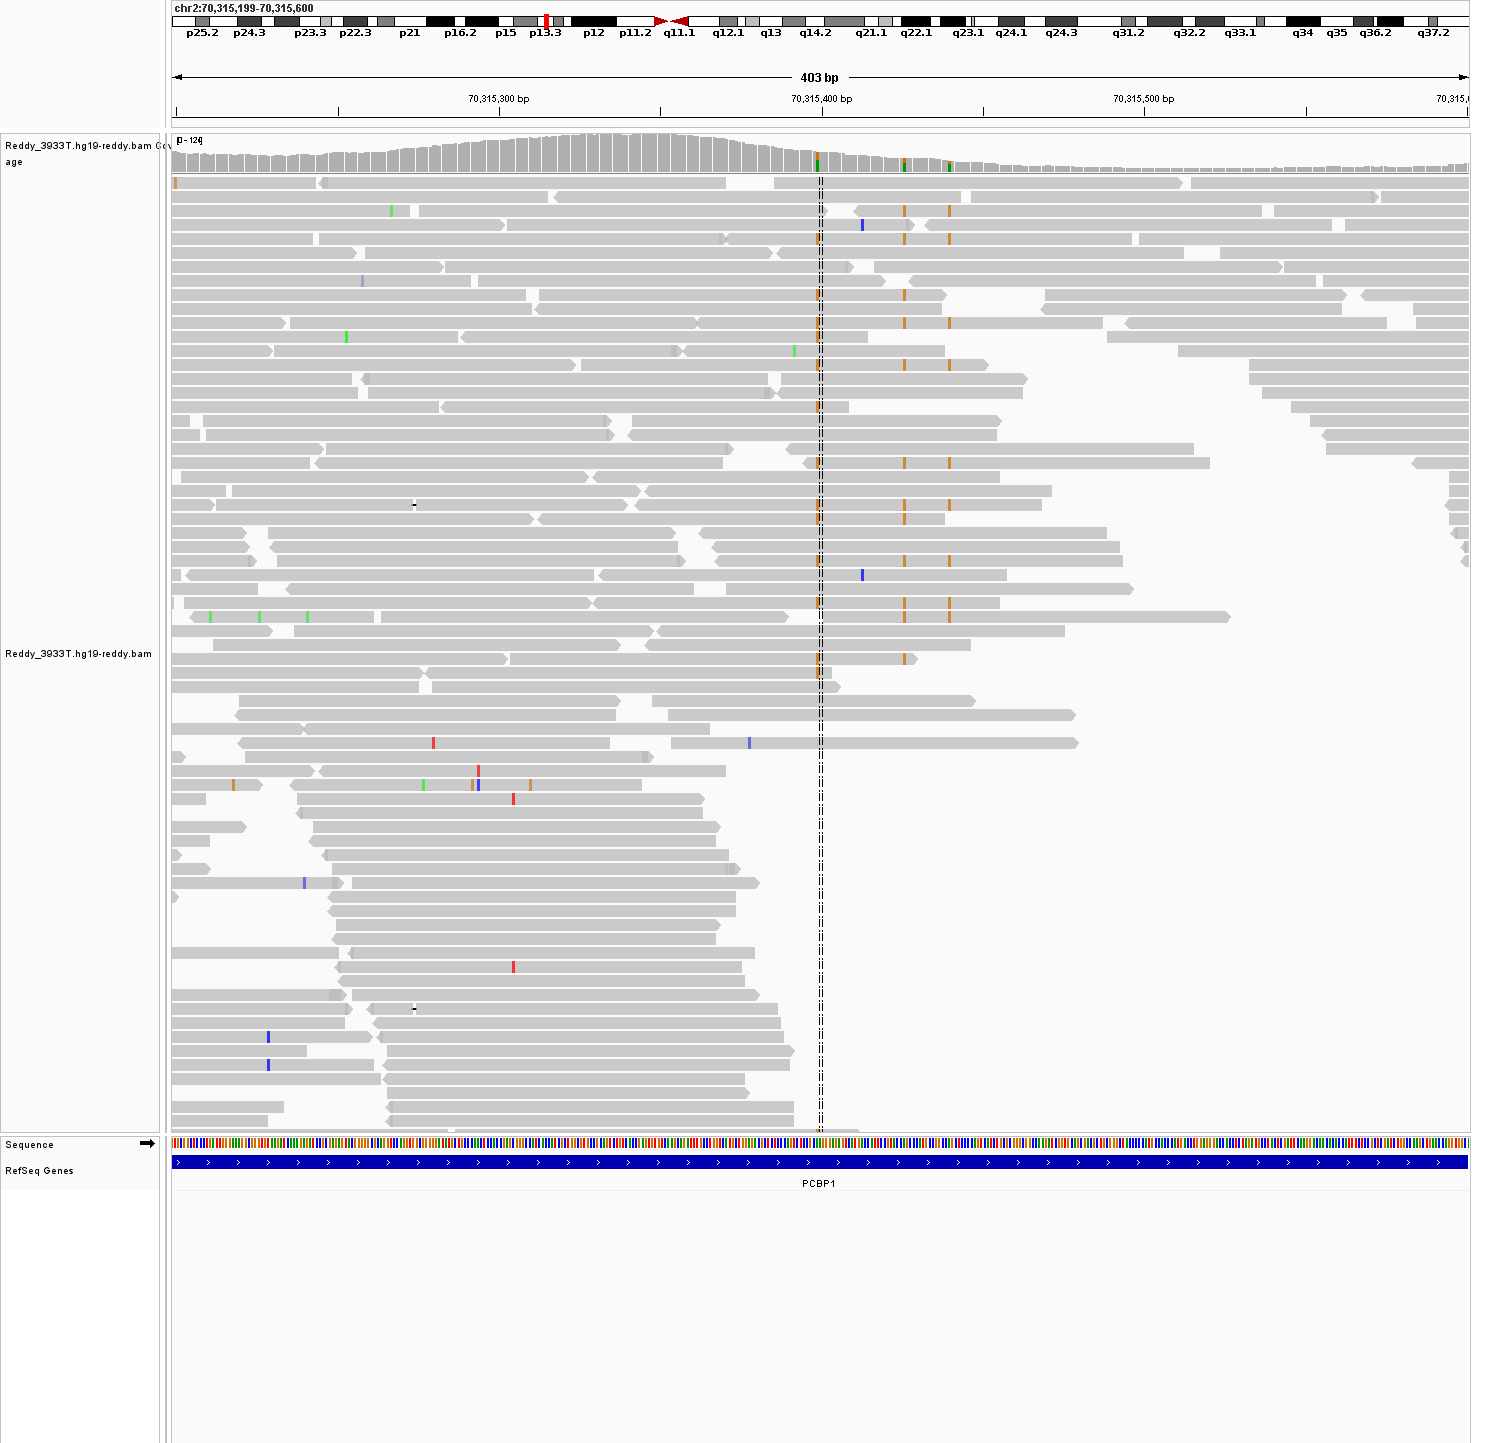 chr2:70,315,199-70,315,600
p25.2 p24.3 p23.3 p22.3 p21 p16.2 p15 p13.3 p12 p11.2 q11.1 q12.1 q13 q14.2 q21.1 q22.1 q23.1 q24.1 q24.3 q31.2 q32.2 q33.1 q34 q35 q36.2 q37.2
403 bp
70,315,300 bp 70,315,400 bp 70,315,500 bp 70,315,
[0 - 124]
Reddy_3933T.hg19-reddy.bam Cov
age
Reddy_3933T.hg19-reddy.bam
Sequence
RefSeq Genes
PCBP1